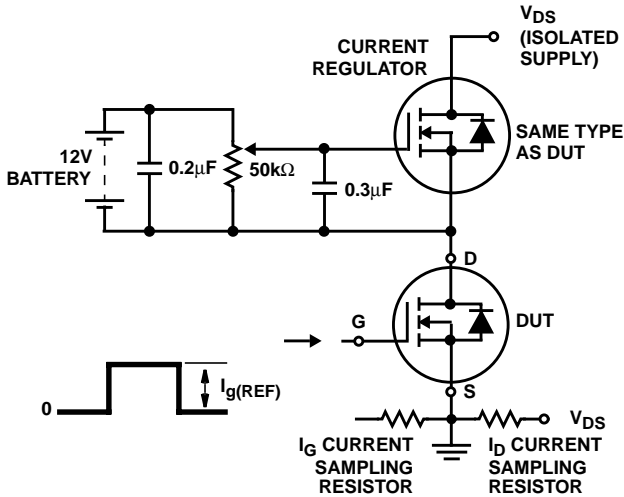 V_DS
(ISOLATED
SUPPLY)
CURRENT
REGULATOR
SAME TYPE
AS DUT
12V
BATTERY
0.2μF
50kΩ
0.3μF
D
DUT
G
I_g(REF)
0
S
V_DS
I_G CURRENT
SAMPLING
RESISTOR
I_D CURRENT
SAMPLING
RESISTOR